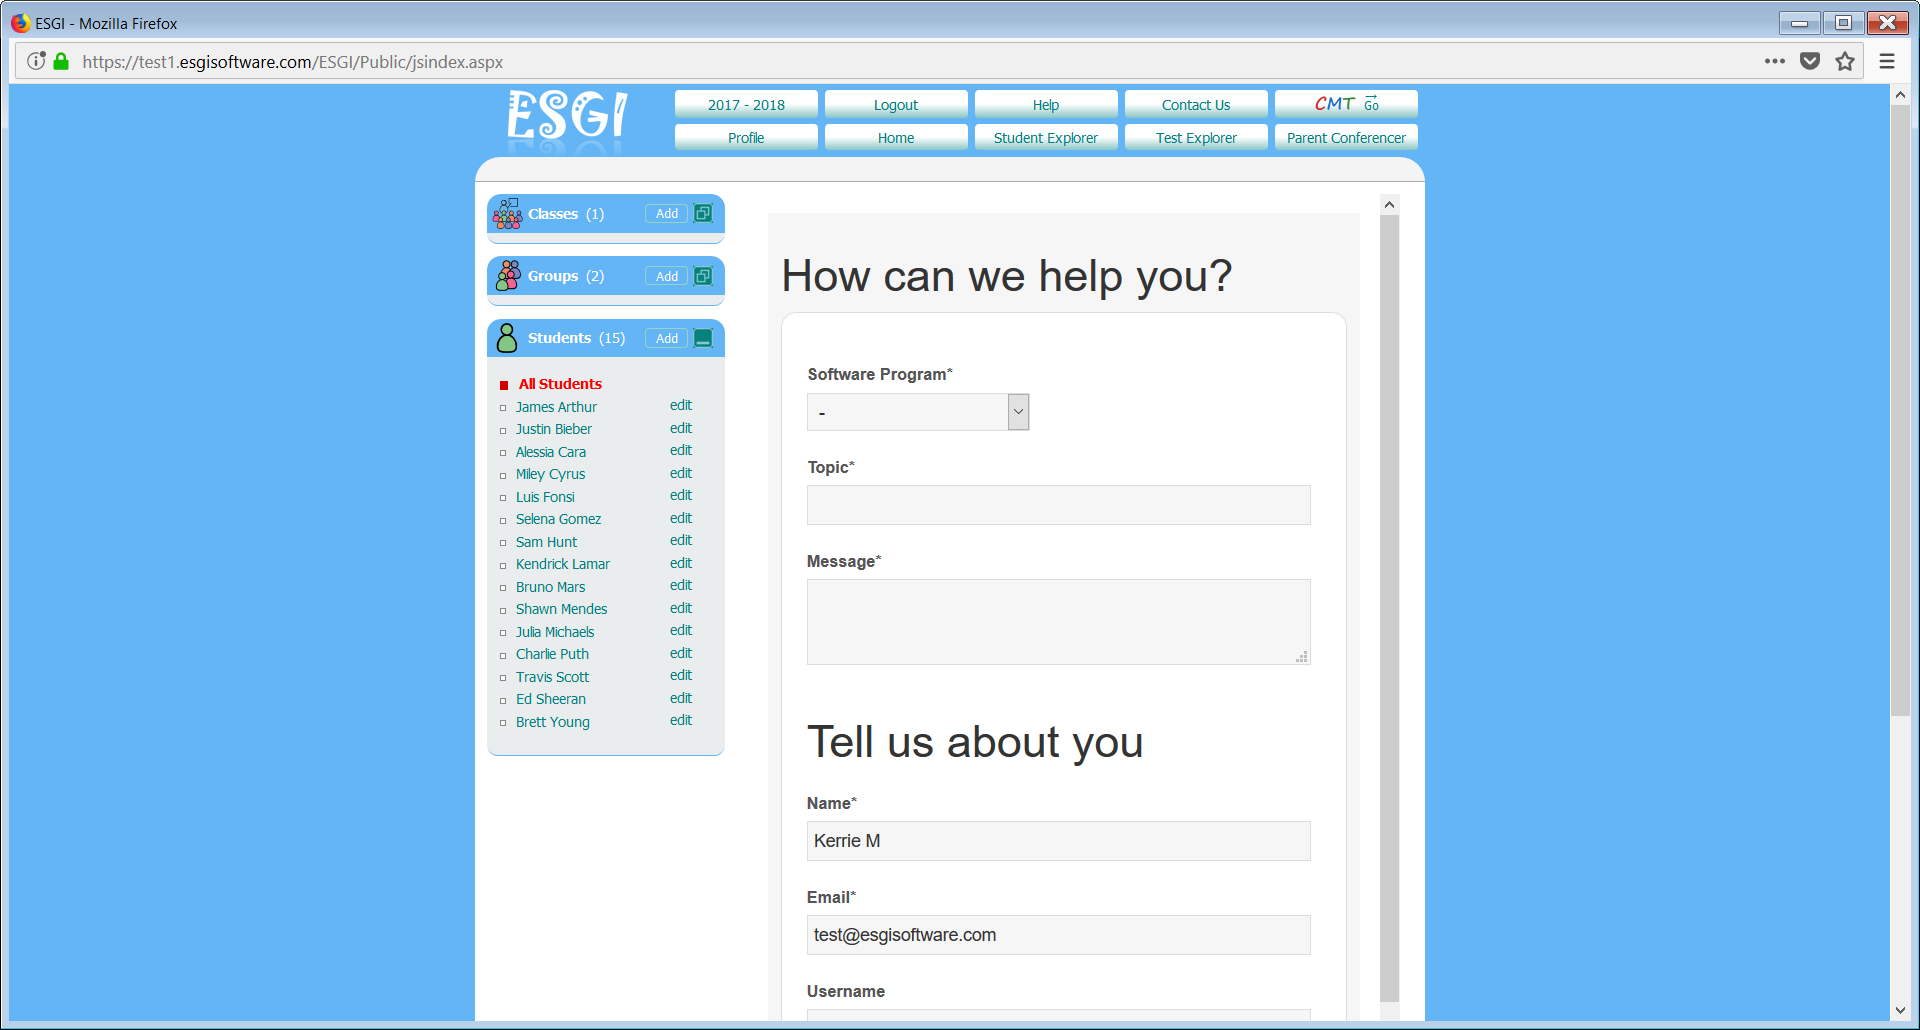 ESGI - Mozilla Firefox
https://test1.esgisoftware.com/ESGI/Public/jsindex.aspx
ESGI
2017 - 2018 Logout Help Contact Us CMT Go
Profile Home Student Explorer Test Explorer Parent Conferencer
Classes (1) Add
Groups (2) Add
Students (15) Add
All Students
James Arthur edit
Justin Bieber edit
Alessia Cara edit
Miley Cyrus edit
Luis Fonsi edit
Selena Gomez edit
Sam Hunt edit
Kendrick Lamar edit
Bruno Mars edit
Shawn Mendes edit
Julia Michaels edit
Charlie Puth edit
Travis Scott edit
Ed Sheeran edit
Brett Young edit
How can we help you?
Software Program*
-
Topic*
Message*
Tell us about you
Name*
Kerrie M
Email*
test@esgisoftware.com
Username